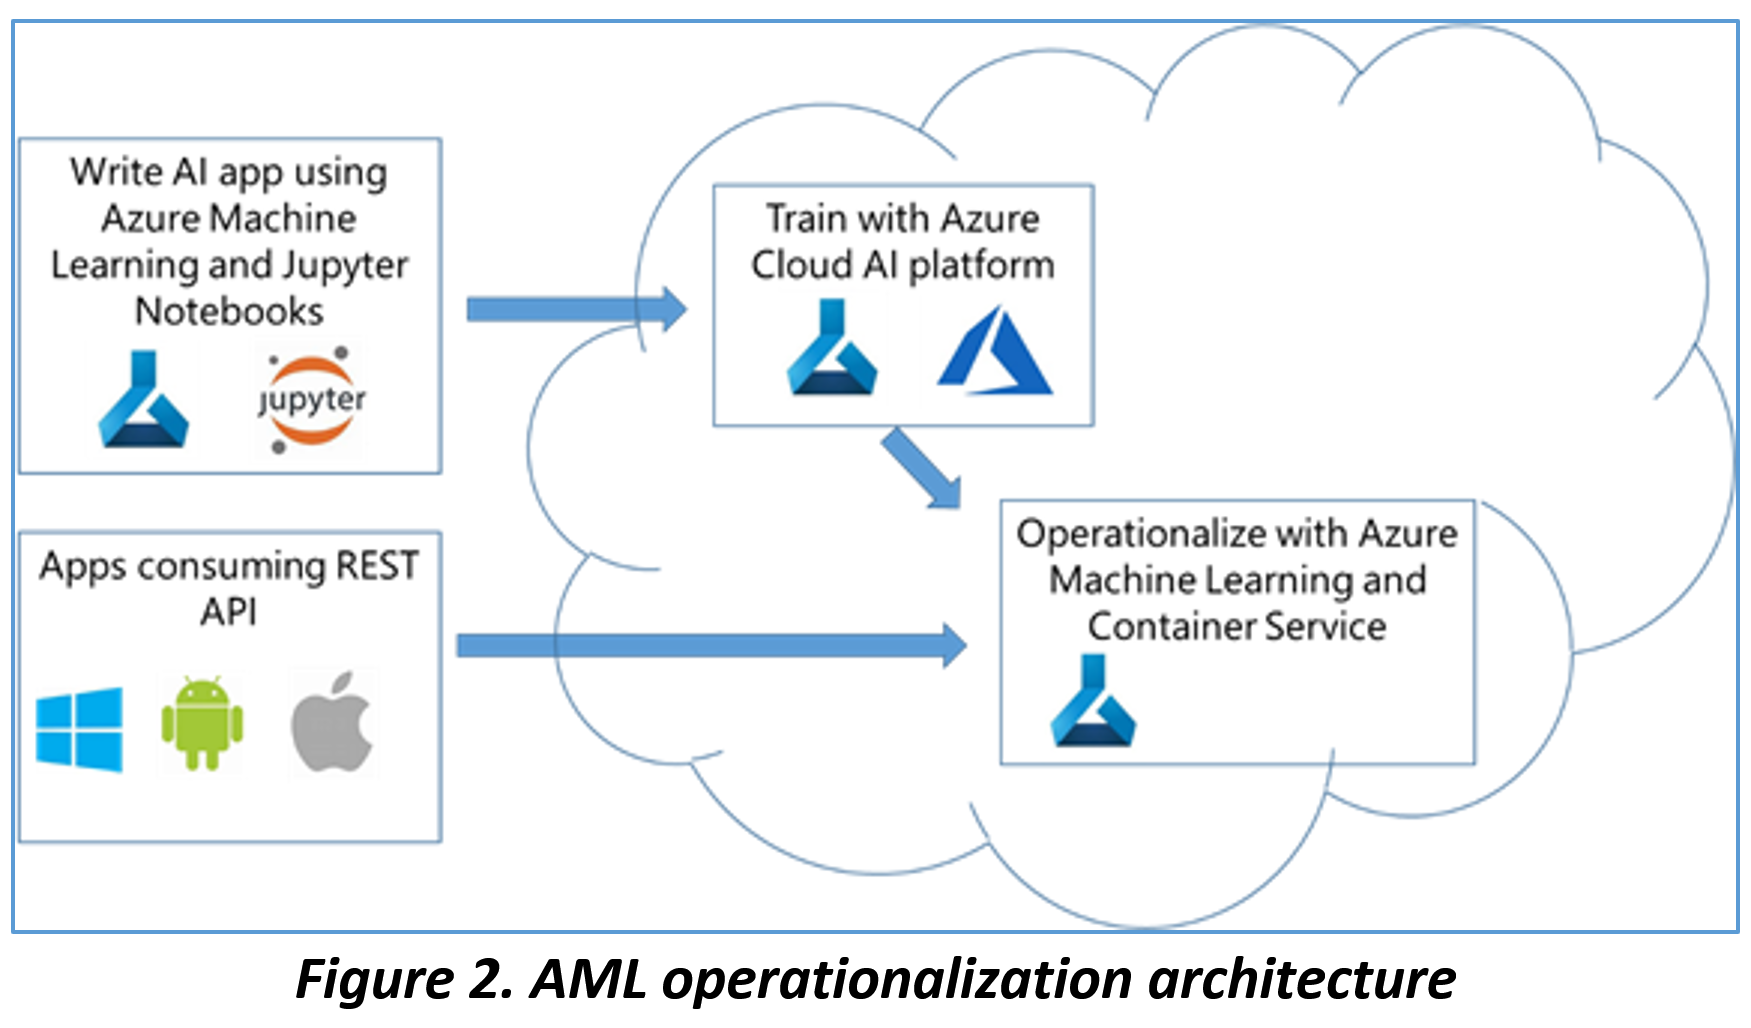 Write AI app using
Azure Machine
Learning and Jupyter
Notebooks
jupyter
Train with Azure
Cloud AI platform
Apps consuming REST
API
Operationalize with Azure
Machine Learning and
Container Service
Figure 2. AML operationalization architecture